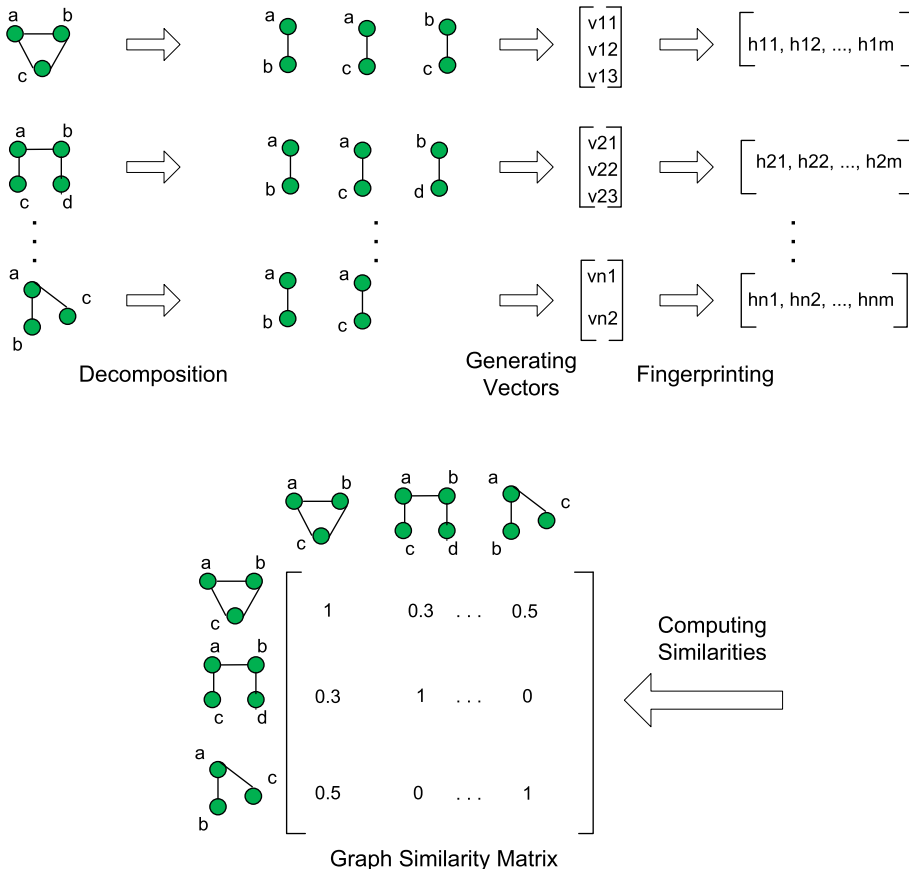 a b a a b v11
v12 h11, h12, ..., h1m
c b c c v13
a b a a b v21
v22 h21, h22, ..., h2m
c d b c d v23
. . .
a c a a vn1
hn1, hn2, ..., hnm
b b c vn2
Decomposition
Generating
Vectors
Fingerprinting
a b a b a c
c c d b
a b
c
1 0.3 . . . 0.5
a b
c d
0.3 1 . . . 0
a c
b
0.5 0 . . . 1
Computing
Similarities
Graph Similarity Matrix